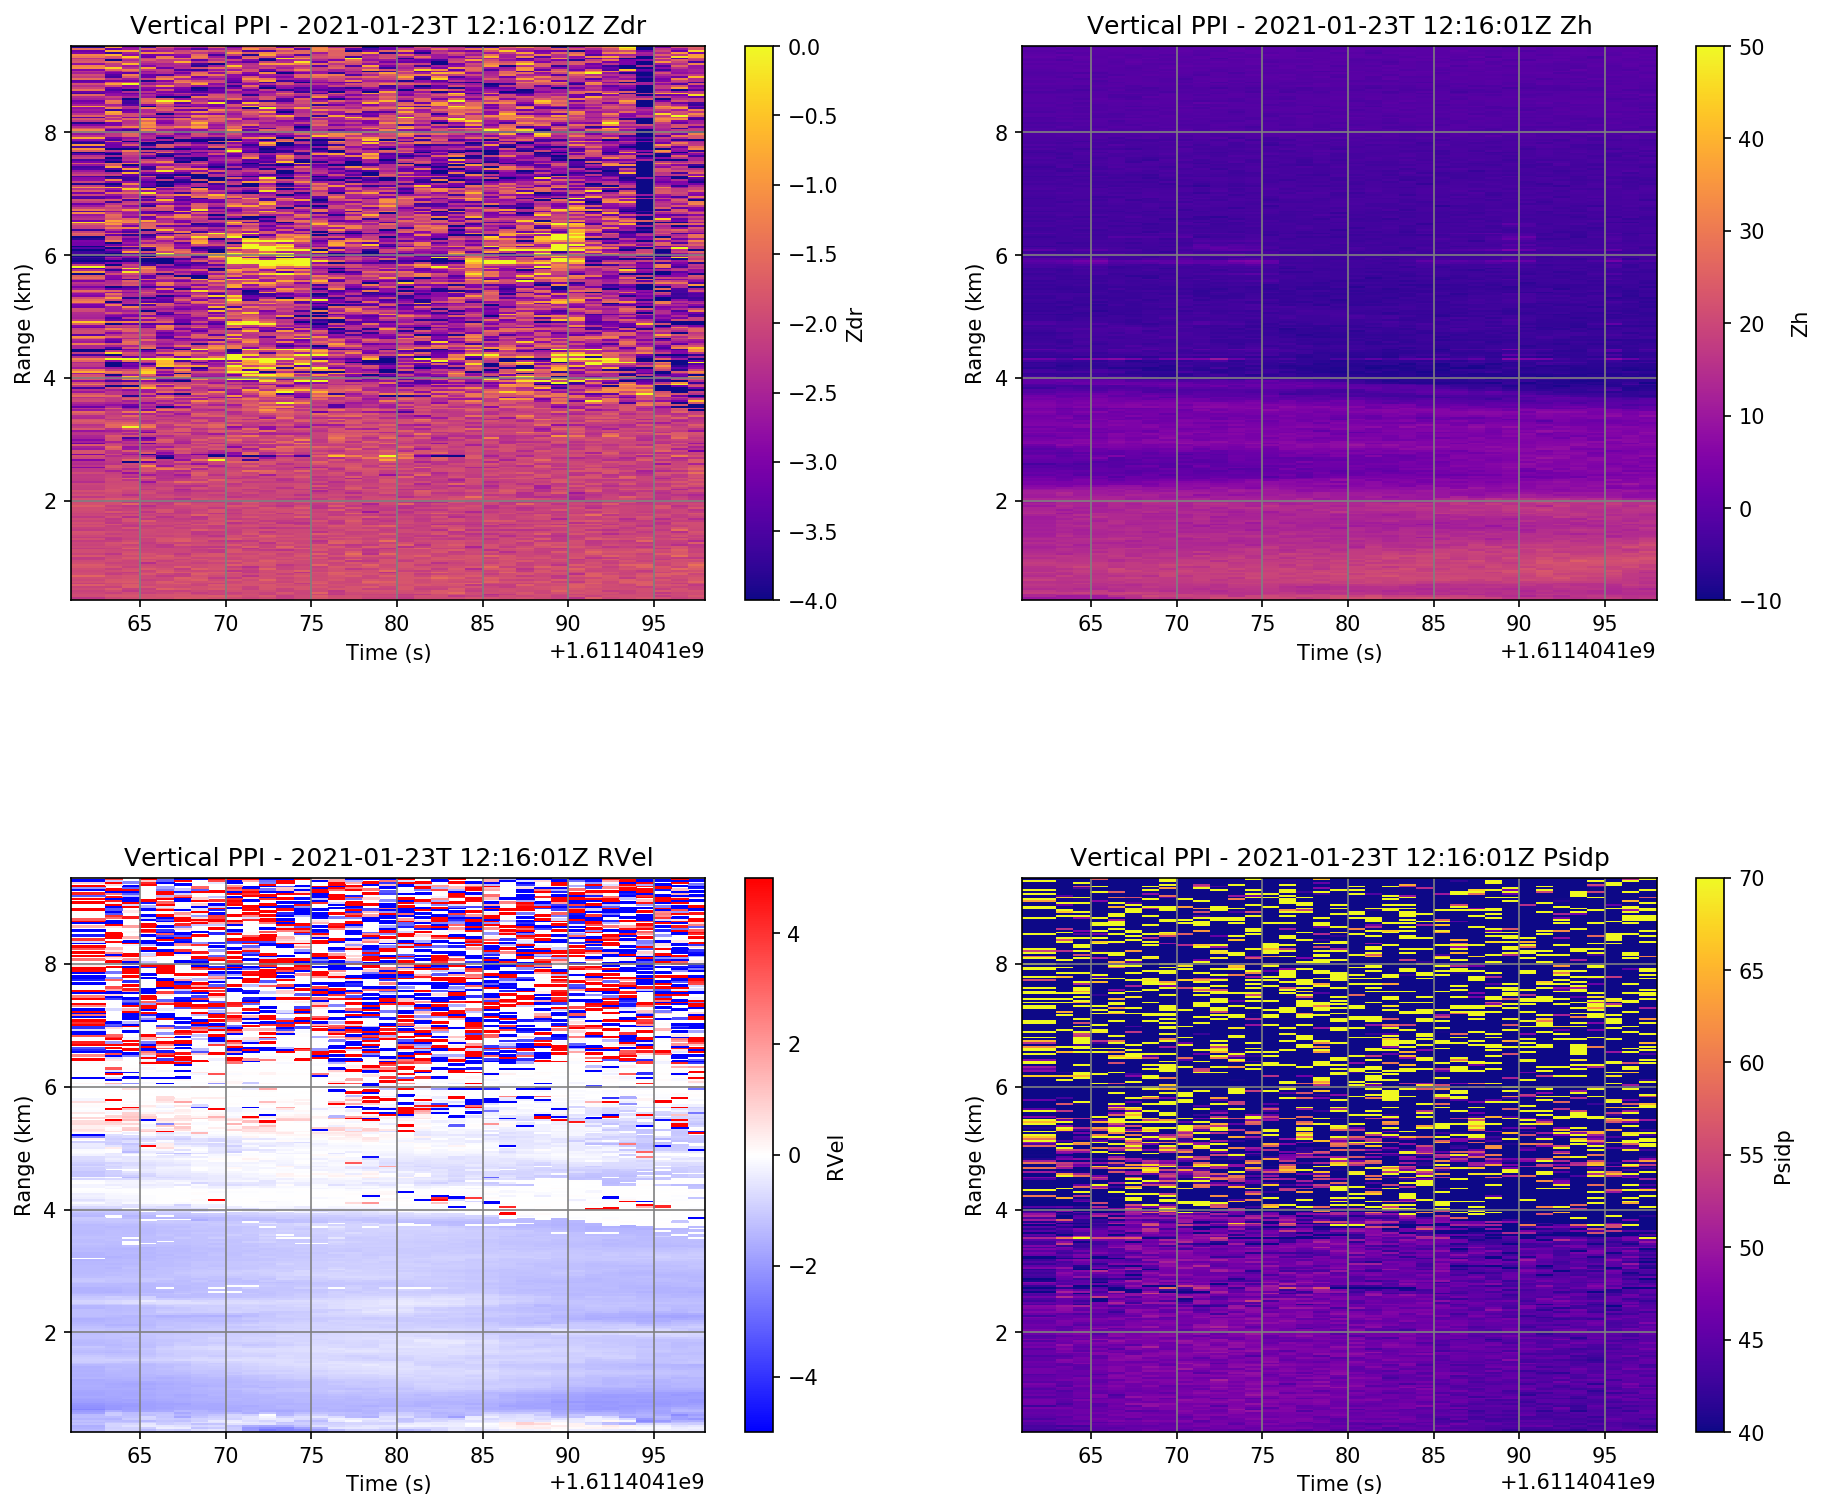 Vertical PPI - 2021-01-23T 12:16:01Z Zdr
Range (km)
8
6
4
2
65 70 75 80 85 90 95
Time (s)
+1.6114041e9
0.0
−0.5
−1.0
−1.5
−2.0
−2.5
−3.0
−3.5
−4.0
Zdr
Vertical PPI - 2021-01-23T 12:16:01Z Zh
Range (km)
8
6
4
2
65 70 75 80 85 90 95
Time (s)
+1.6114041e9
50
40
30
20
10
0
−10
Zh
Vertical PPI - 2021-01-23T 12:16:01Z RVel
Range (km)
8
6
4
2
65 70 75 80 85 90 95
Time (s)
+1.6114041e9
4
2
0
−2
−4
RVel
Vertical PPI - 2021-01-23T 12:16:01Z Psidp
Range (km)
8
6
4
2
65 70 75 80 85 90 95
Time (s)
+1.6114041e9
70
65
60
55
50
45
40
Psidp